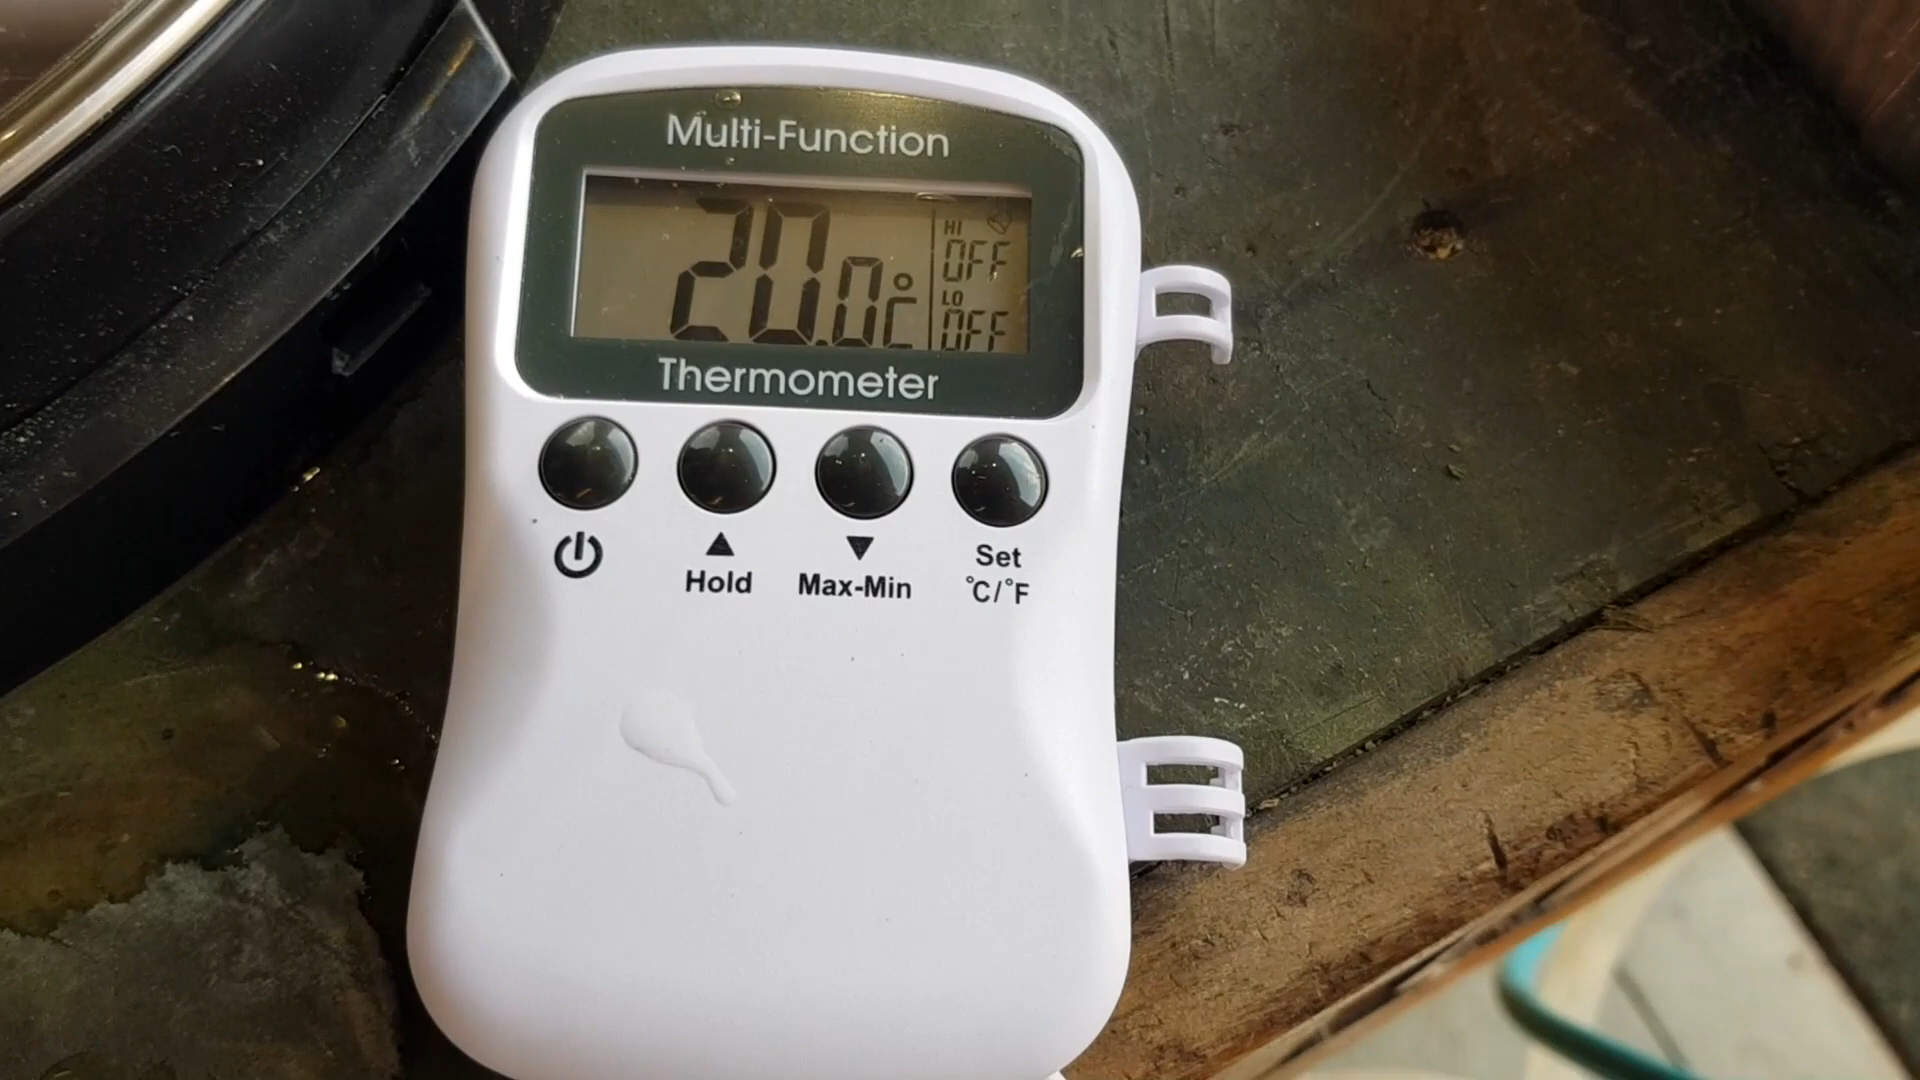 Multi-Function
20.0°C
HI
OFF
LO
OFF
Thermometer
▲ ▼ Set
Hold Max-Min °C/°F